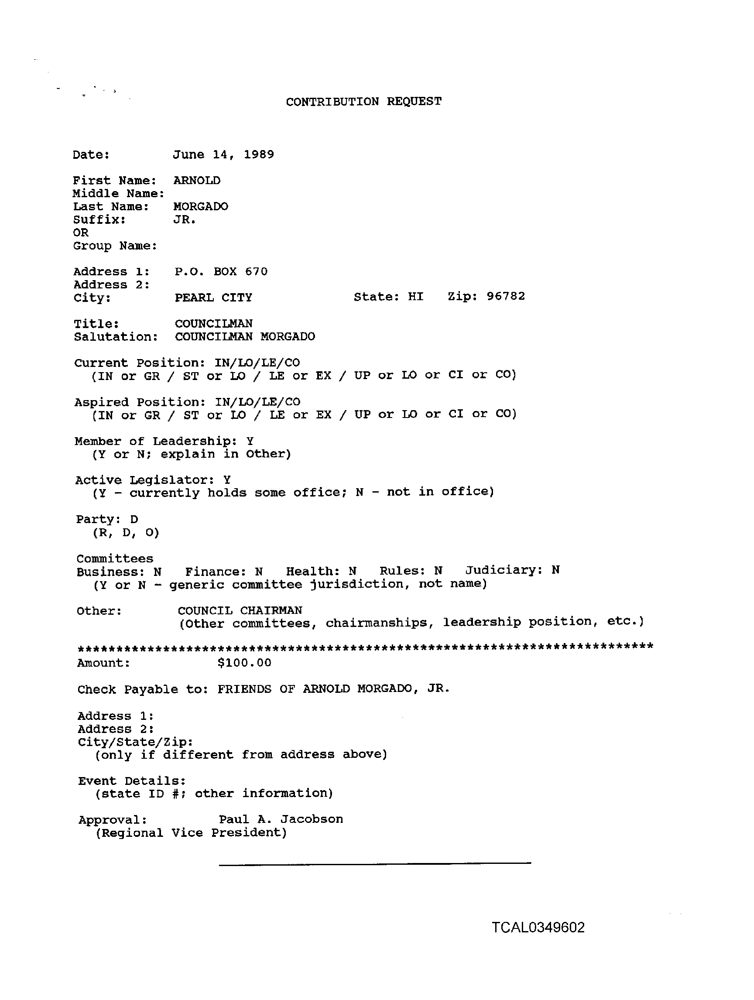 CONTRIBUTION REQUEST
Date: June 14, 1989
First Name: ARNOLD
Middle Name:
Last Name: MORGADO
Suffix: JR.
OR
Group Name:
Address 1: P.O. BOX 670
Address 2:
City: PEARL CITY State: HI Zip: 96782
Title: COUNCILMAN
Salutation: COUNCILMAN MORGADO
Current Position: IN/LO/LE/CO
(IN or GR / ST or LO / LE or EX / UP or LO or CI or CO)
Aspired Position: IN/LO/LE/CO
(IN or GR / ST or LO / LE or EX / UP or LO or CI or CO)
Member of Leadership: Y
(Y or N; explain in Other)
Active Legislator: Y
(Y - currently holds some office; N - not in office)
Party: D
(R, D, O)
Committees
Business: N Finance: N Health: N Rules: N Judiciary: N
(Y or N - generic committee jurisdiction, not name)
Other: COUNCIL CHAIRMAN
(Other committees, chairmanships, leadership position, etc.)
**************************************************************************
Amount: $100.00
Check Payable to: FRIENDS OF ARNOLD MORGADO, JR.
Address 1:
Address 2:
City/State/Zip:
(only if different from address above)
Event Details:
(state ID #; other information)
Approval: Paul A. Jacobson
(Regional Vice President)
TCAL0349602